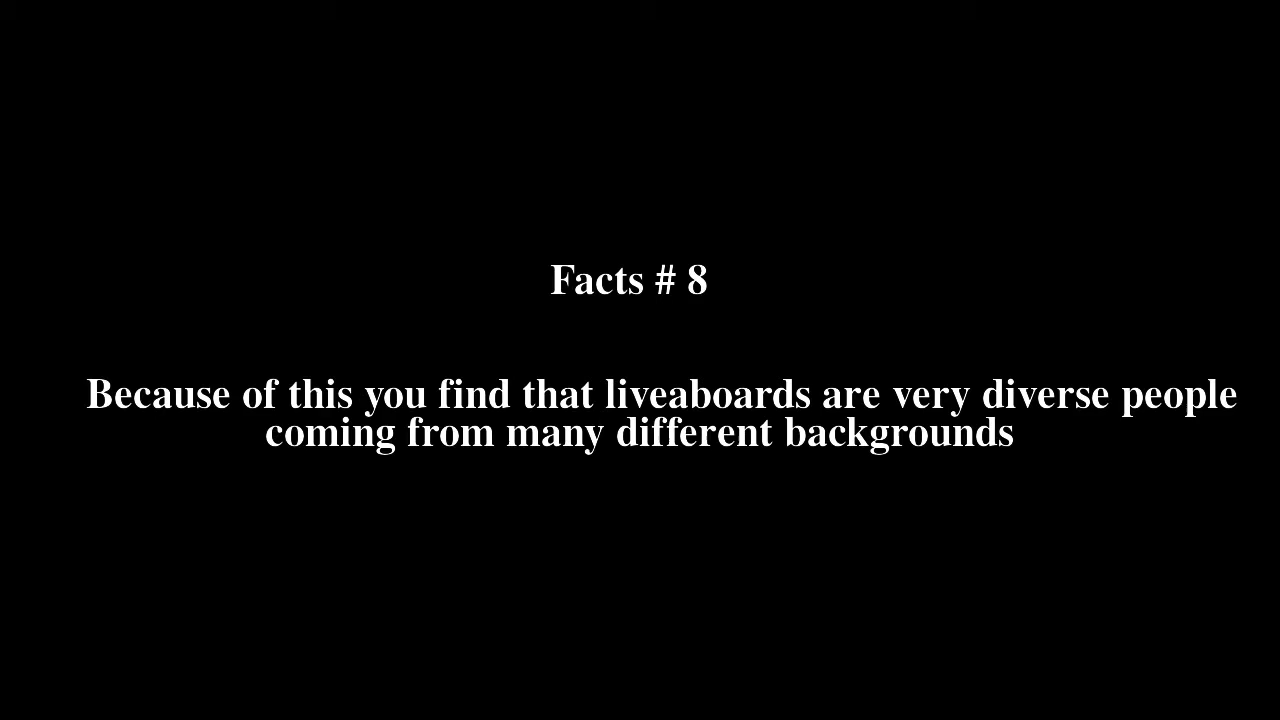 Facts # 8
Because of this you find that liveaboards are very diverse people
coming from many different backgrounds